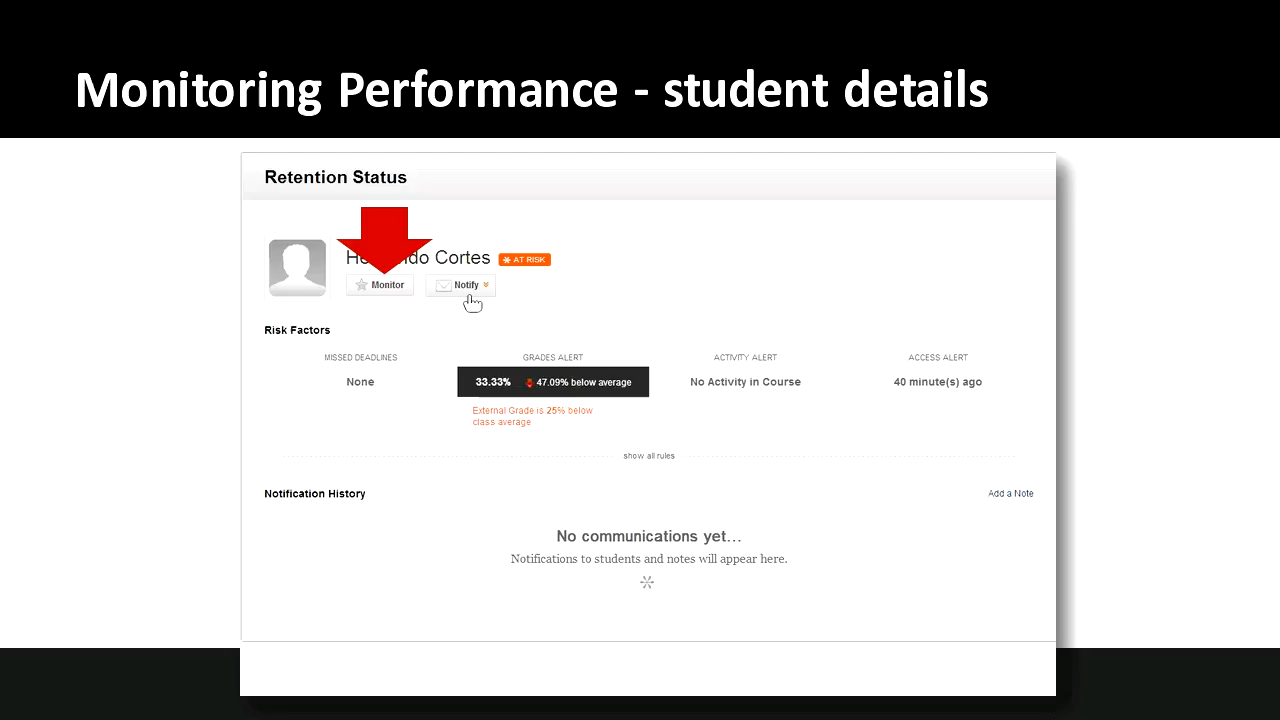 Monitoring Performance - student details
Retention Status
Cortes
AT RISK
Monitor
Notify
Risk Factors
MISSED DEADLINES
GRADES ALERT
ACTIVITY ALERT
ACCESS ALERT
None
33.33% 47.09% below average
No Activity in Course
40 minute(s) ago
External Grade is 25% below
class average
show all rules
Notification History
Add a Note
No communications yet...
Notifications to students and notes will appear here.